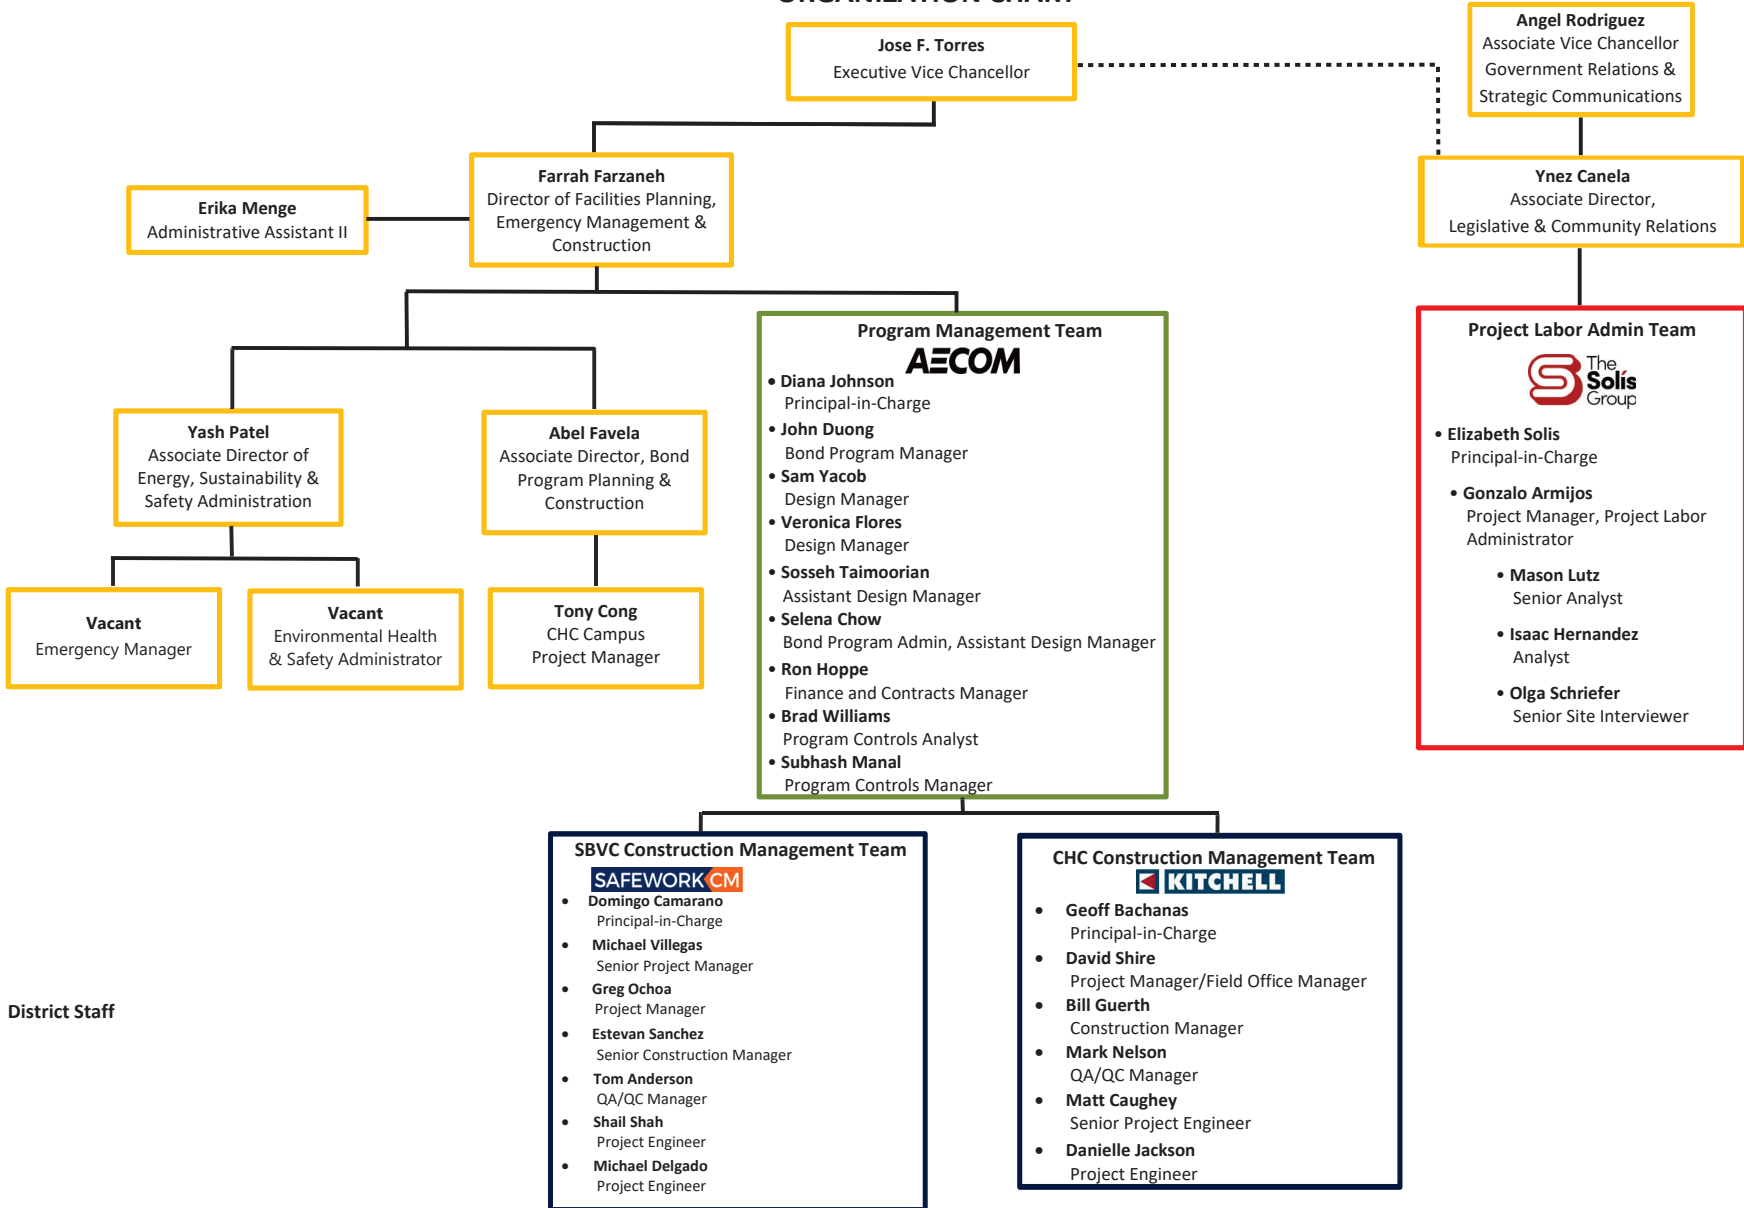 ORGANIZATION CHART
Jose F. Torres
Executive Vice Chancellor
Angel Rodriguez
Associate Vice Chancellor
Government Relations &
Strategic Communications
Farrah Farzaneh
Director of Facilities Planning,
Emergency Management &
Construction
Erika Menge
Administrative Assistant II
Ynez Canela
Associate Director,
Legislative & Community Relations
Yash Patel
Associate Director of
Energy, Sustainability &
Safety Administration
Abel Favela
Associate Director, Bond
Program Planning &
Construction
Vacant
Emergency Manager
Vacant
Environmental Health
& Safety Administrator
Tony Cong
CHC Campus
Project Manager
Program Management Team
AECOM
• Diana Johnson
Principal-in-Charge
• John Duong
Bond Program Manager
• Sam Yacob
Design Manager
• Veronica Flores
Design Manager
• Sosseh Taimoorian
Assistant Design Manager
• Selena Chow
Bond Program Admin, Assistant Design Manager
• Ron Hoppe
Finance and Contracts Manager
• Brad Williams
Program Controls Analyst
• Subhash Manal
Program Controls Manager
Project Labor Admin Team
The
Solis
Group
• Elizabeth Solis
Principal-in-Charge
• Gonzalo Armijos
Project Manager, Project Labor
Administrator
• Mason Lutz
Senior Analyst
• Isaac Hernandez
Analyst
• Olga Schriefer
Senior Site Interviewer
SBVC Construction Management Team
SAFEWORK CM
• Domingo Camarano
Principal-in-Charge
• Michael Villegas
Senior Project Manager
• Greg Ochoa
Project Manager
• Estevan Sanchez
Senior Construction Manager
• Tom Anderson
QA/QC Manager
• Shail Shah
Project Engineer
• Michael Delgado
Project Engineer
CHC Construction Management Team
KITCHELL
• Geoff Bachanas
Principal-in-Charge
• David Shire
Project Manager/Field Office Manager
• Bill Guerth
Construction Manager
• Mark Nelson
QA/QC Manager
• Matt Caughey
Senior Project Engineer
• Danielle Jackson
Project Engineer
District Staff